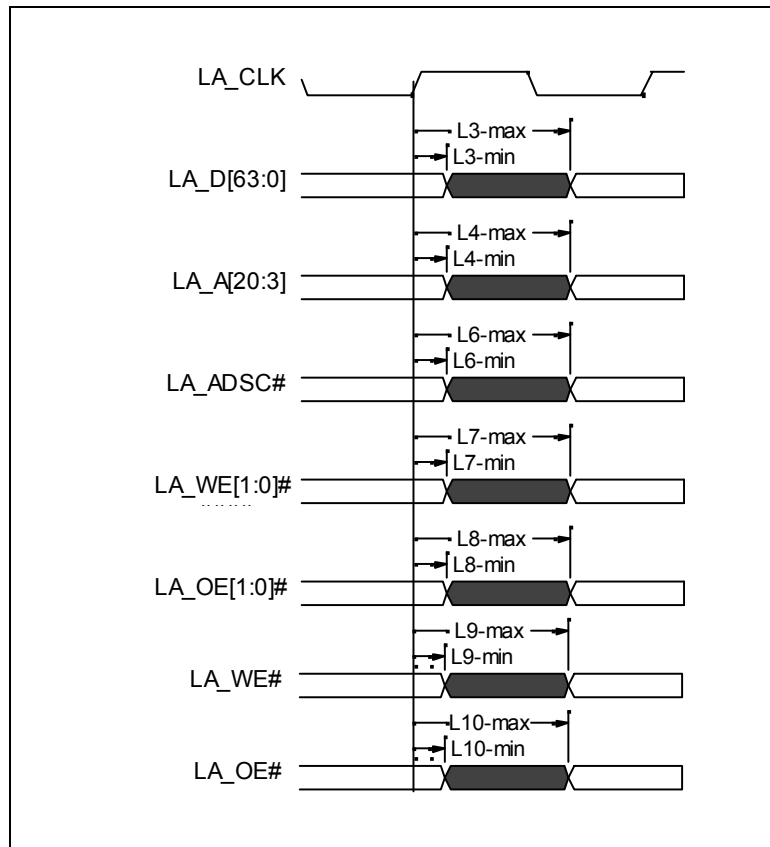 LA_CLK
L3-max
L3-min
LA_D[63:0]
L4-max
L4-min
LA_A[20:3]
L6-max
L6-min
LA_ADSC#
L7-max
L7-min
LA_WE[1:0]#
L8-max
L8-min
LA_OE[1:0]#
L9-max
L9-min
LA_WE#
L10-max
L10-min
LA_OE#